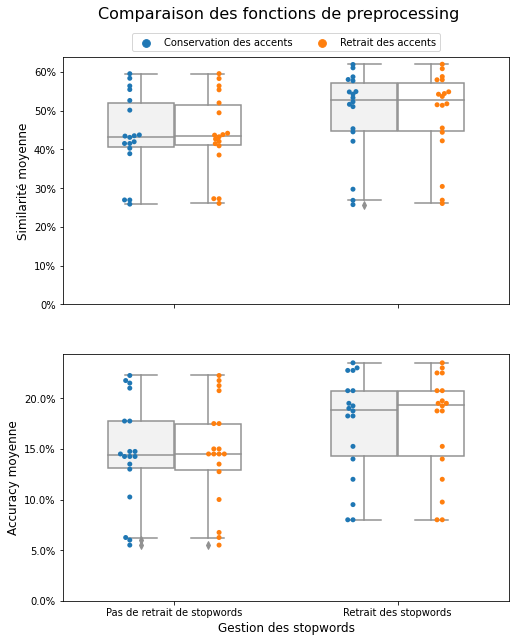 Comparaison des fonctions de preprocessing
Conservation des accents
Retrait des accents
Similarité moyenne
60%
50%
40%
30%
20%
10%
0%
Accuracy moyenne
20.0%
15.0%
10.0%
5.0%
0.0%
Pas de retrait de stopwords
Retrait des stopwords
Gestion des stopwords